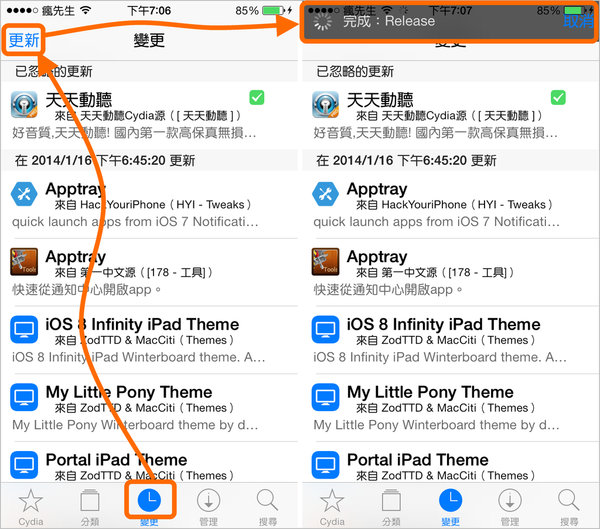 瘋先生 下午7:06 85%
更新 變更
已忽略的更新
天天動聽
來自 天天動聽Cydia源（[ 天天動聽 ]）
好音質,天天動聽! 國內第一款高保真無損…
在 2014/1/16 下午6:45:20 更新
Apptray
來自 HackYouriPhone（HYI - Tweaks）
quick launch apps from iOS 7 Notificati…
Apptray
來自 第一中文源（[178 - 工具]）
快速從通知中心開啟app。
iOS 8 Infinity iPad Theme
來自 ZodTTD & MacCiti（Themes）
iOS 8 Infinity iPad Winterboard theme. A…
My Little Pony Theme
來自 ZodTTD & MacCiti（Themes）
My Little Pony Winterboard theme by d…
Portal iPad Theme
來自 ZodTTD & MacCiti（Themes）
Cydia 分類 變更 管理 搜尋
瘋先生 下午7:07 85%
完成：Release 取消
變更
已忽略的更新
天天動聽
來自 天天動聽Cydia源（[ 天天動聽 ]）
好音質,天天動聽! 國內第一款高保真無損…
在 2014/1/16 下午6:45:20 更新
Apptray
來自 HackYouriPhone（HYI - Tweaks）
quick launch apps from iOS 7 Notificati…
Apptray
來自 第一中文源（[178 - 工具]）
快速從通知中心開啟app。
iOS 8 Infinity iPad Theme
來自 ZodTTD & MacCiti（Themes）
iOS 8 Infinity iPad Winterboard theme. A…
My Little Pony Theme
來自 ZodTTD & MacCiti（Themes）
My Little Pony Winterboard theme by d…
Portal iPad Theme
來自 ZodTTD & MacCiti（Themes）
Cydia 分類 變更 管理 搜尋